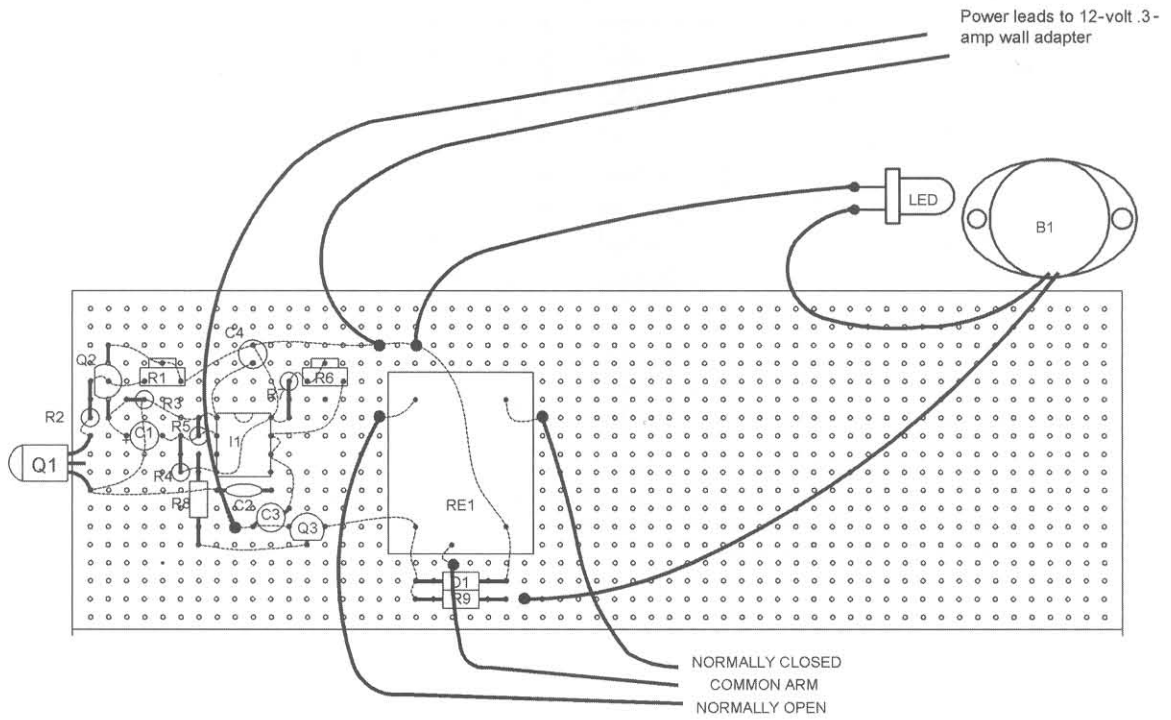 Power leads to 12-volt .3-
amp wall adapter
LED
B1
C4
Q2
R1
R6
R3
R2
R5
C1
I1
Q1
R4
R8
C2
RE1
C3
Q3
D1
R9
NORMALLY CLOSED
COMMON ARM
NORMALLY OPEN